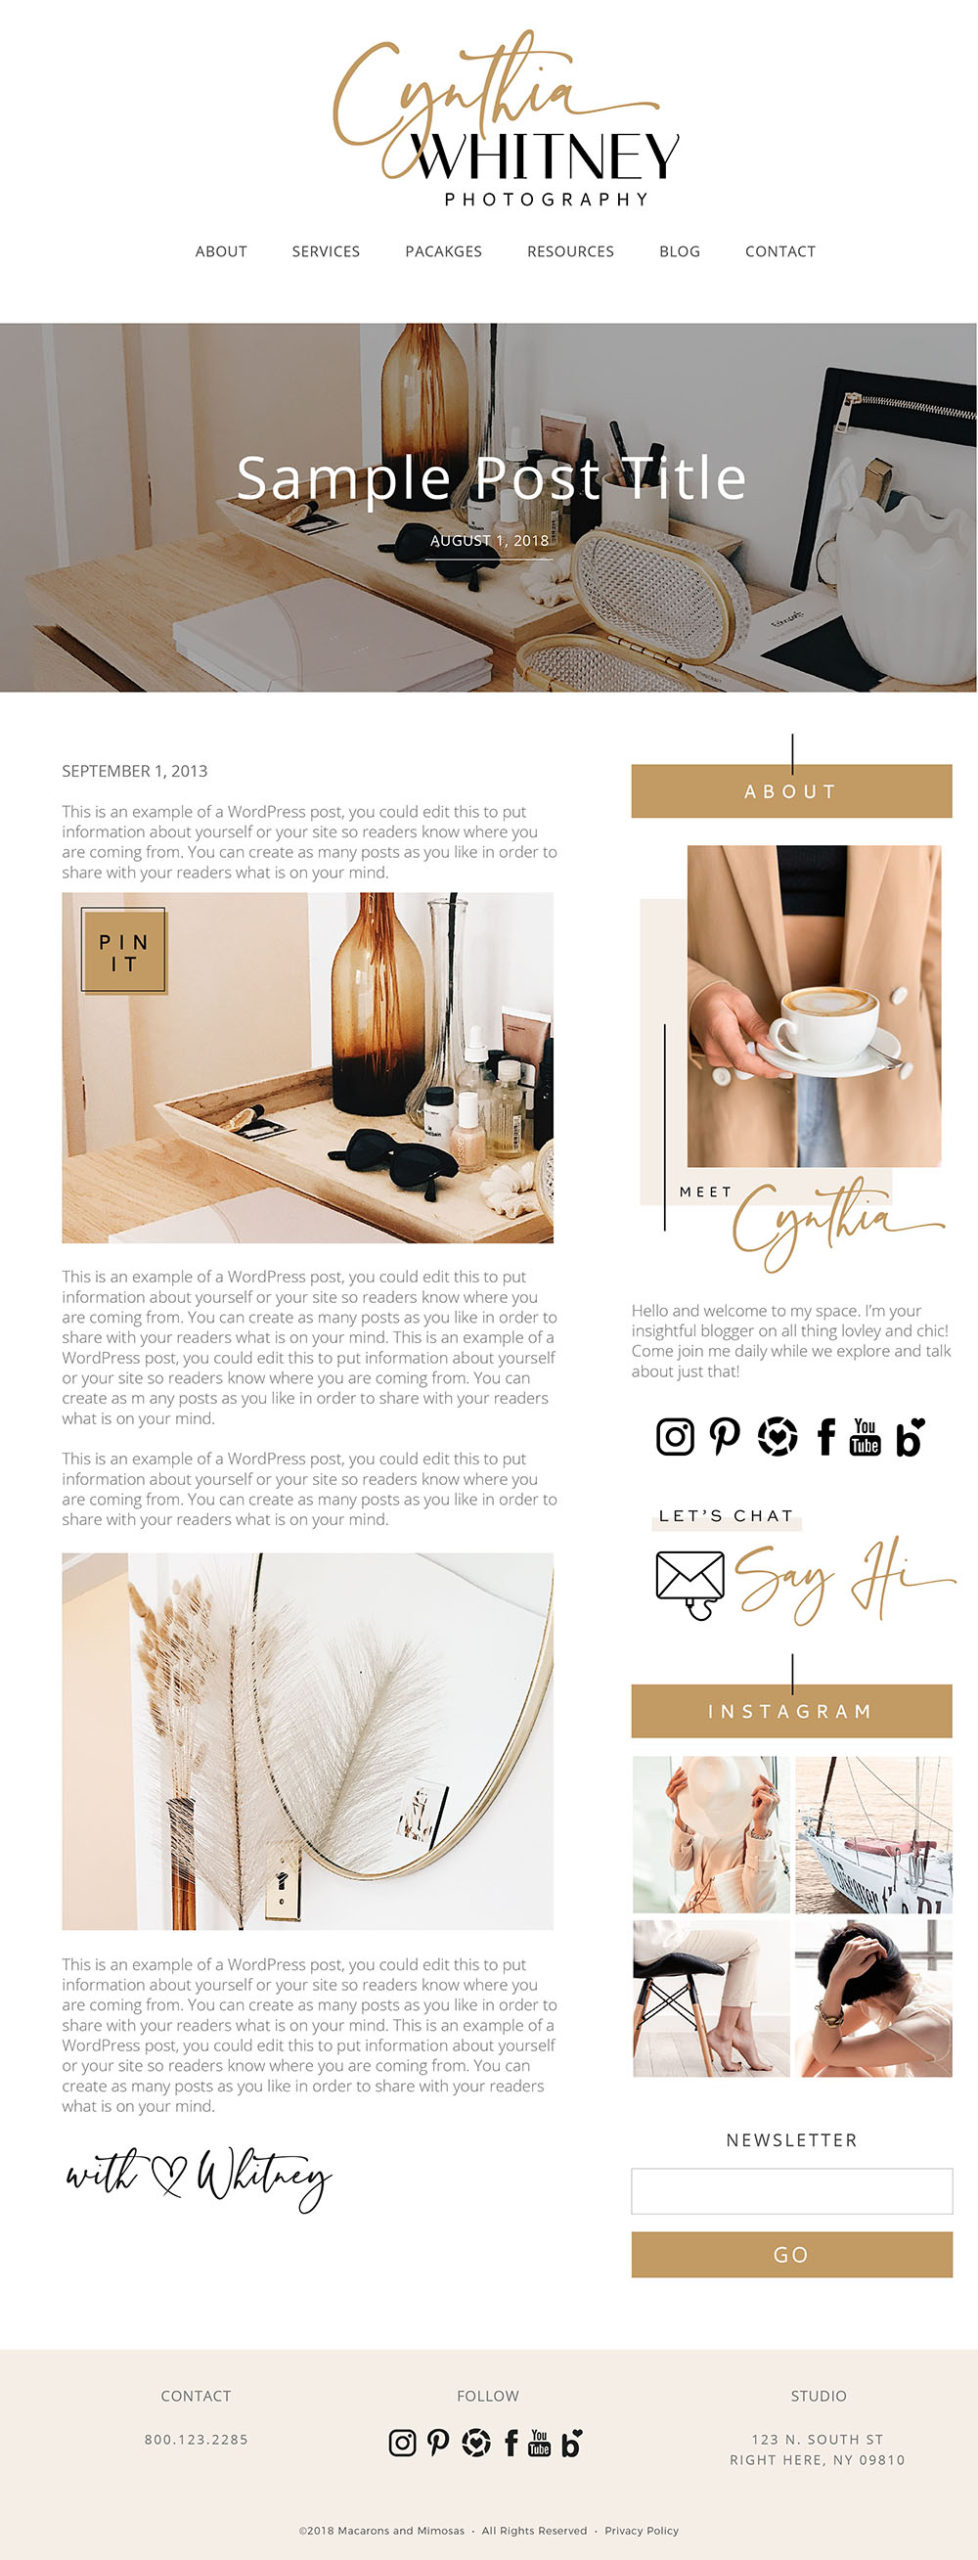 Cynthia
WHITNEY
PHOTOGRAPHY
ABOUT SERVICES PACAKGES RESOURCES BLOG CONTACT
Sample Post Title
AUGUST 1, 2018
SEPTEMBER 1, 2013
This is an example of a WordPress post, you could edit this to put
information about yourself or your site so readers know where you
are coming from. You can create as many posts as you like in order to
share with your readers what is on your mind.
PIN
IT
This is an example of a WordPress post, you could edit this to put
information about yourself or your site so readers know where you
are coming from. You can create as many posts as you like in order to
share with your readers what is on your mind. This is an example of a
WordPress post, you could edit this to put information about yourself
or your site so readers know where you are coming from. You can
create as m any posts as you like in order to share with your readers
what is on your mind.
This is an example of a WordPress post, you could edit this to put
information about yourself or your site so readers know where you
are coming from. You can create as many posts as you like in order to
share with your readers what is on your mind.
This is an example of a WordPress post, you could edit this to put
information about yourself or your site so readers know where you
are coming from. You can create as many posts as you like in order to
share with your readers what is on your mind. This is an example of a
WordPress post, you could edit this to put information about yourself
or your site so readers know where you are coming from. You can
create as many posts as you like in order to share with your readers
what is on your mind.
with Whitney
ABOUT
MEET
Cynthia
Hello and welcome to my space. I'm your
insightful blogger on all thing lovley and chic!
Come join me daily while we explore and talk
about just that!
You
Tube
LET'S CHAT
Say Hi
INSTAGRAM
NEWSLETTER
GO
CONTACT
800.123.2285
FOLLOW
You
Tube
STUDIO
123 N. SOUTH ST
RIGHT HERE, NY 09810
©2018 Macarons and Mimosas · All Rights Reserved · Privacy Policy